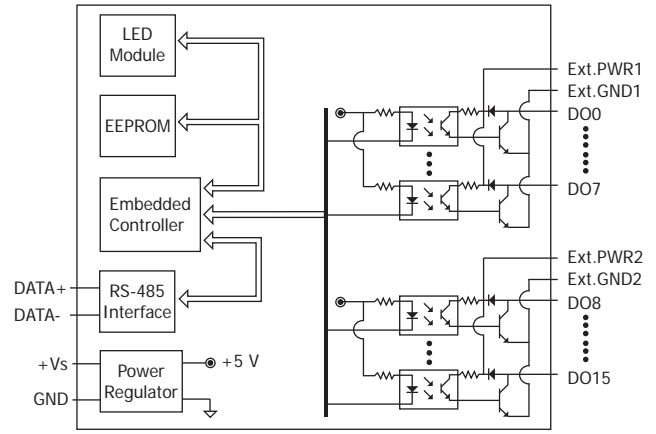 LED
Module
EEPROM
Embedded
Controller
RS-485
Interface
DATA+
DATA-
+Vs
GND
Power
Regulator
+5 V
Ext.PWR1
Ext.GND1
DO0
DO7
Ext.PWR2
Ext.GND2
DO8
DO15